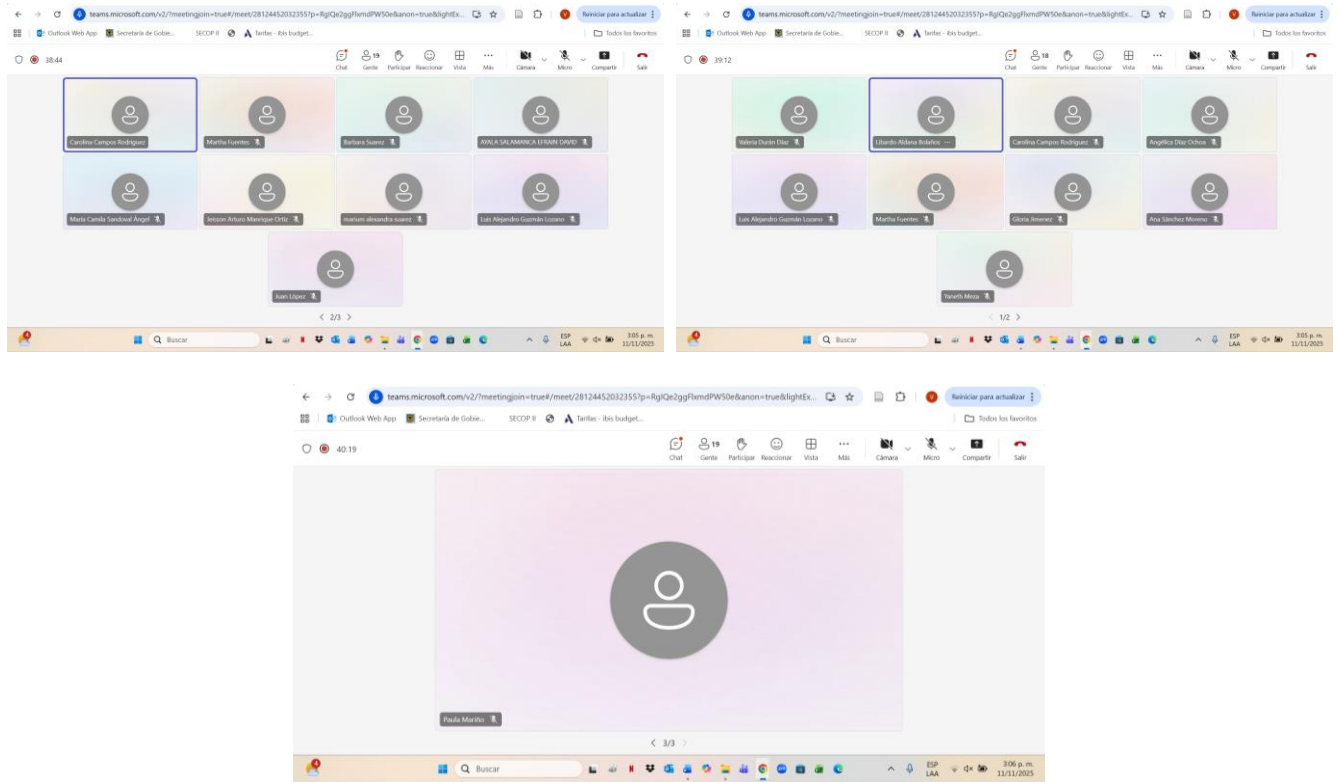 teams.microsoft.com/v2/?meetingjoin=true#/meet/28124452032355?p=RgIQe2ggFlxmdPW50e&anon=true&lightEx...
Reiniciar para actualizar
Outlook Web App Secretaría de Gobie... SECOP II Tarifas - ibis budget... Todos los favoritos
38:44
19
Chat Gente Participar Reaccionar Vista Más Cámara Micro Compartir Salir
Carolina Campos Rodríguez Martha Fuentes Barbara Suarez AYALA SALAMANCA EFRAIN DAVID
María Camila Sandoval Ángel Jeisson Arturo Manrique Ortiz marium alexandra suarez Luis Alejandro Guzmán Lozano
Juan López
2/3
4 Buscar ESP LAA 3:05 p. m. 11/11/2025
teams.microsoft.com/v2/?meetingjoin=true#/meet/28124452032355?p=RgIQe2ggFlxmdPW50e&anon=true&lightEx...
Reiniciar para actualizar
Outlook Web App Secretaría de Gobie... SECOP II Tarifas - ibis budget... Todos los favoritos
39:12
18
Chat Gente Participar Reaccionar Vista Más Cámara Micro Compartir Salir
Valeria Durán Díaz Libardo Aldana Bolaños ... Carolina Campos Rodríguez Angélica Díaz Ochoa
Luis Alejandro Guzmán Lozano Martha Fuentes Gloria Jimenez Ana Sánchez Moreno
Yaneth Meza
1/2
4 Buscar ESP LAA 3:05 p. m. 11/11/2025
teams.microsoft.com/v2/?meetingjoin=true#/meet/28124452032355?p=RgIQe2ggFlxmdPW50e&anon=true&lightEx...
V Reiniciar para actualizar
Outlook Web App Secretaría de Gobie... SECOP II Tarifas - ibis budget... Todos los favoritos
40:19
19
Chat Gente Participar Reaccionar Vista Más Cámara Micro Compartir Salir
Paula Mariño
3/3
4 Buscar ESP LAA 3:06 p. m. 11/11/2025